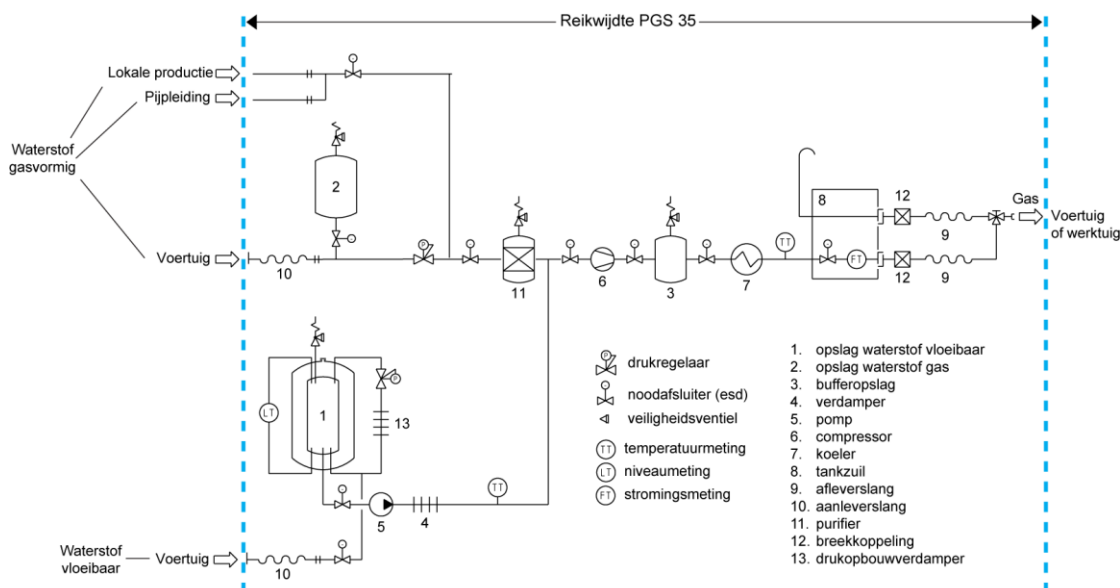 Reikwijdte PGS 35
Lokale productie
Pijpleiding
Waterstof
gasvormig
2
8
12
Gas
Voertuig
of werktuig
9
P
TT
FT
Voertuig
10
11
6
3
7
12
9
P
LT
1
13
TT
5
4
Waterstof
vloeibaar
Voertuig
10
P drukregelaar
noodafsluiter (esd)
veiligheidsventiel
TT temperatuurmeting
LT niveaumeting
FT stromingsmeting
1. opslag waterstof vloeibaar
2. opslag waterstof gas
3. bufferopslag
4. verdamper
5. pomp
6. compressor
7. koeler
8. tankzuil
9. afleverslang
10. aanleverslang
11. purifier
12. breekkoppeling
13. drukopbouwverdamper